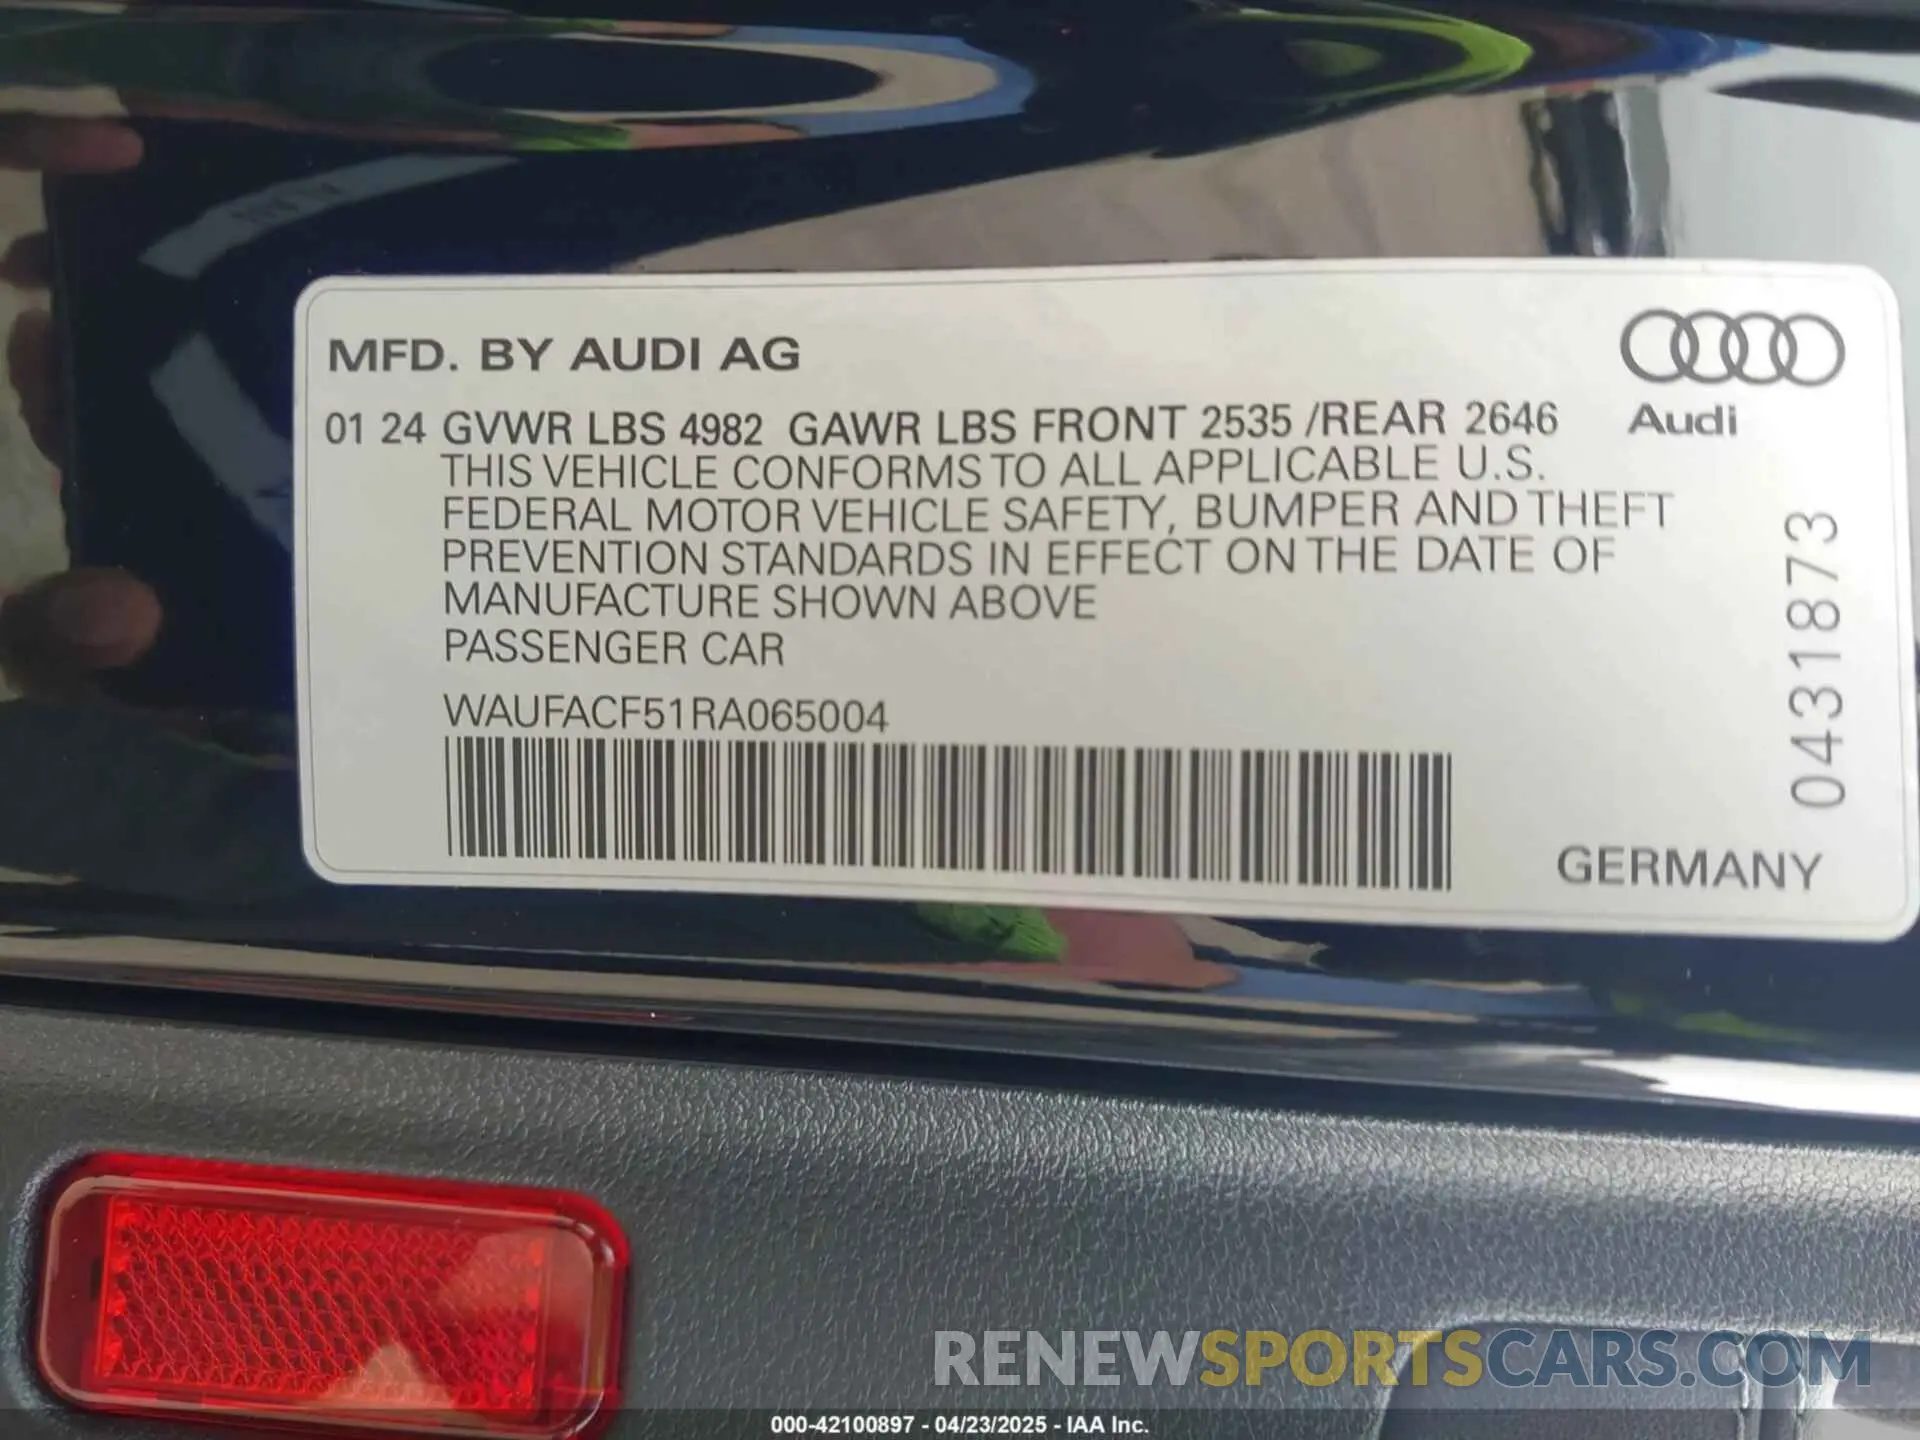 MFD. BY AUDI AG
Audi
01 24 GVWR LBS 4982 GAWR LBS FRONT 2535 /REAR 2646
THIS VEHICLE CONFORMS TO ALL APPLICABLE U.S.
FEDERAL MOTOR VEHICLE SAFETY, BUMPER AND THEFT
PREVENTION STANDARDS IN EFFECT ON THE DATE OF
MANUFACTURE SHOWN ABOVE
PASSENGER CAR
WAUFACF51RA065004
0431873
GERMANY
RENEWSPORTSCARS.COM
000-42100897 - 04/23/2025 - IAA Inc.